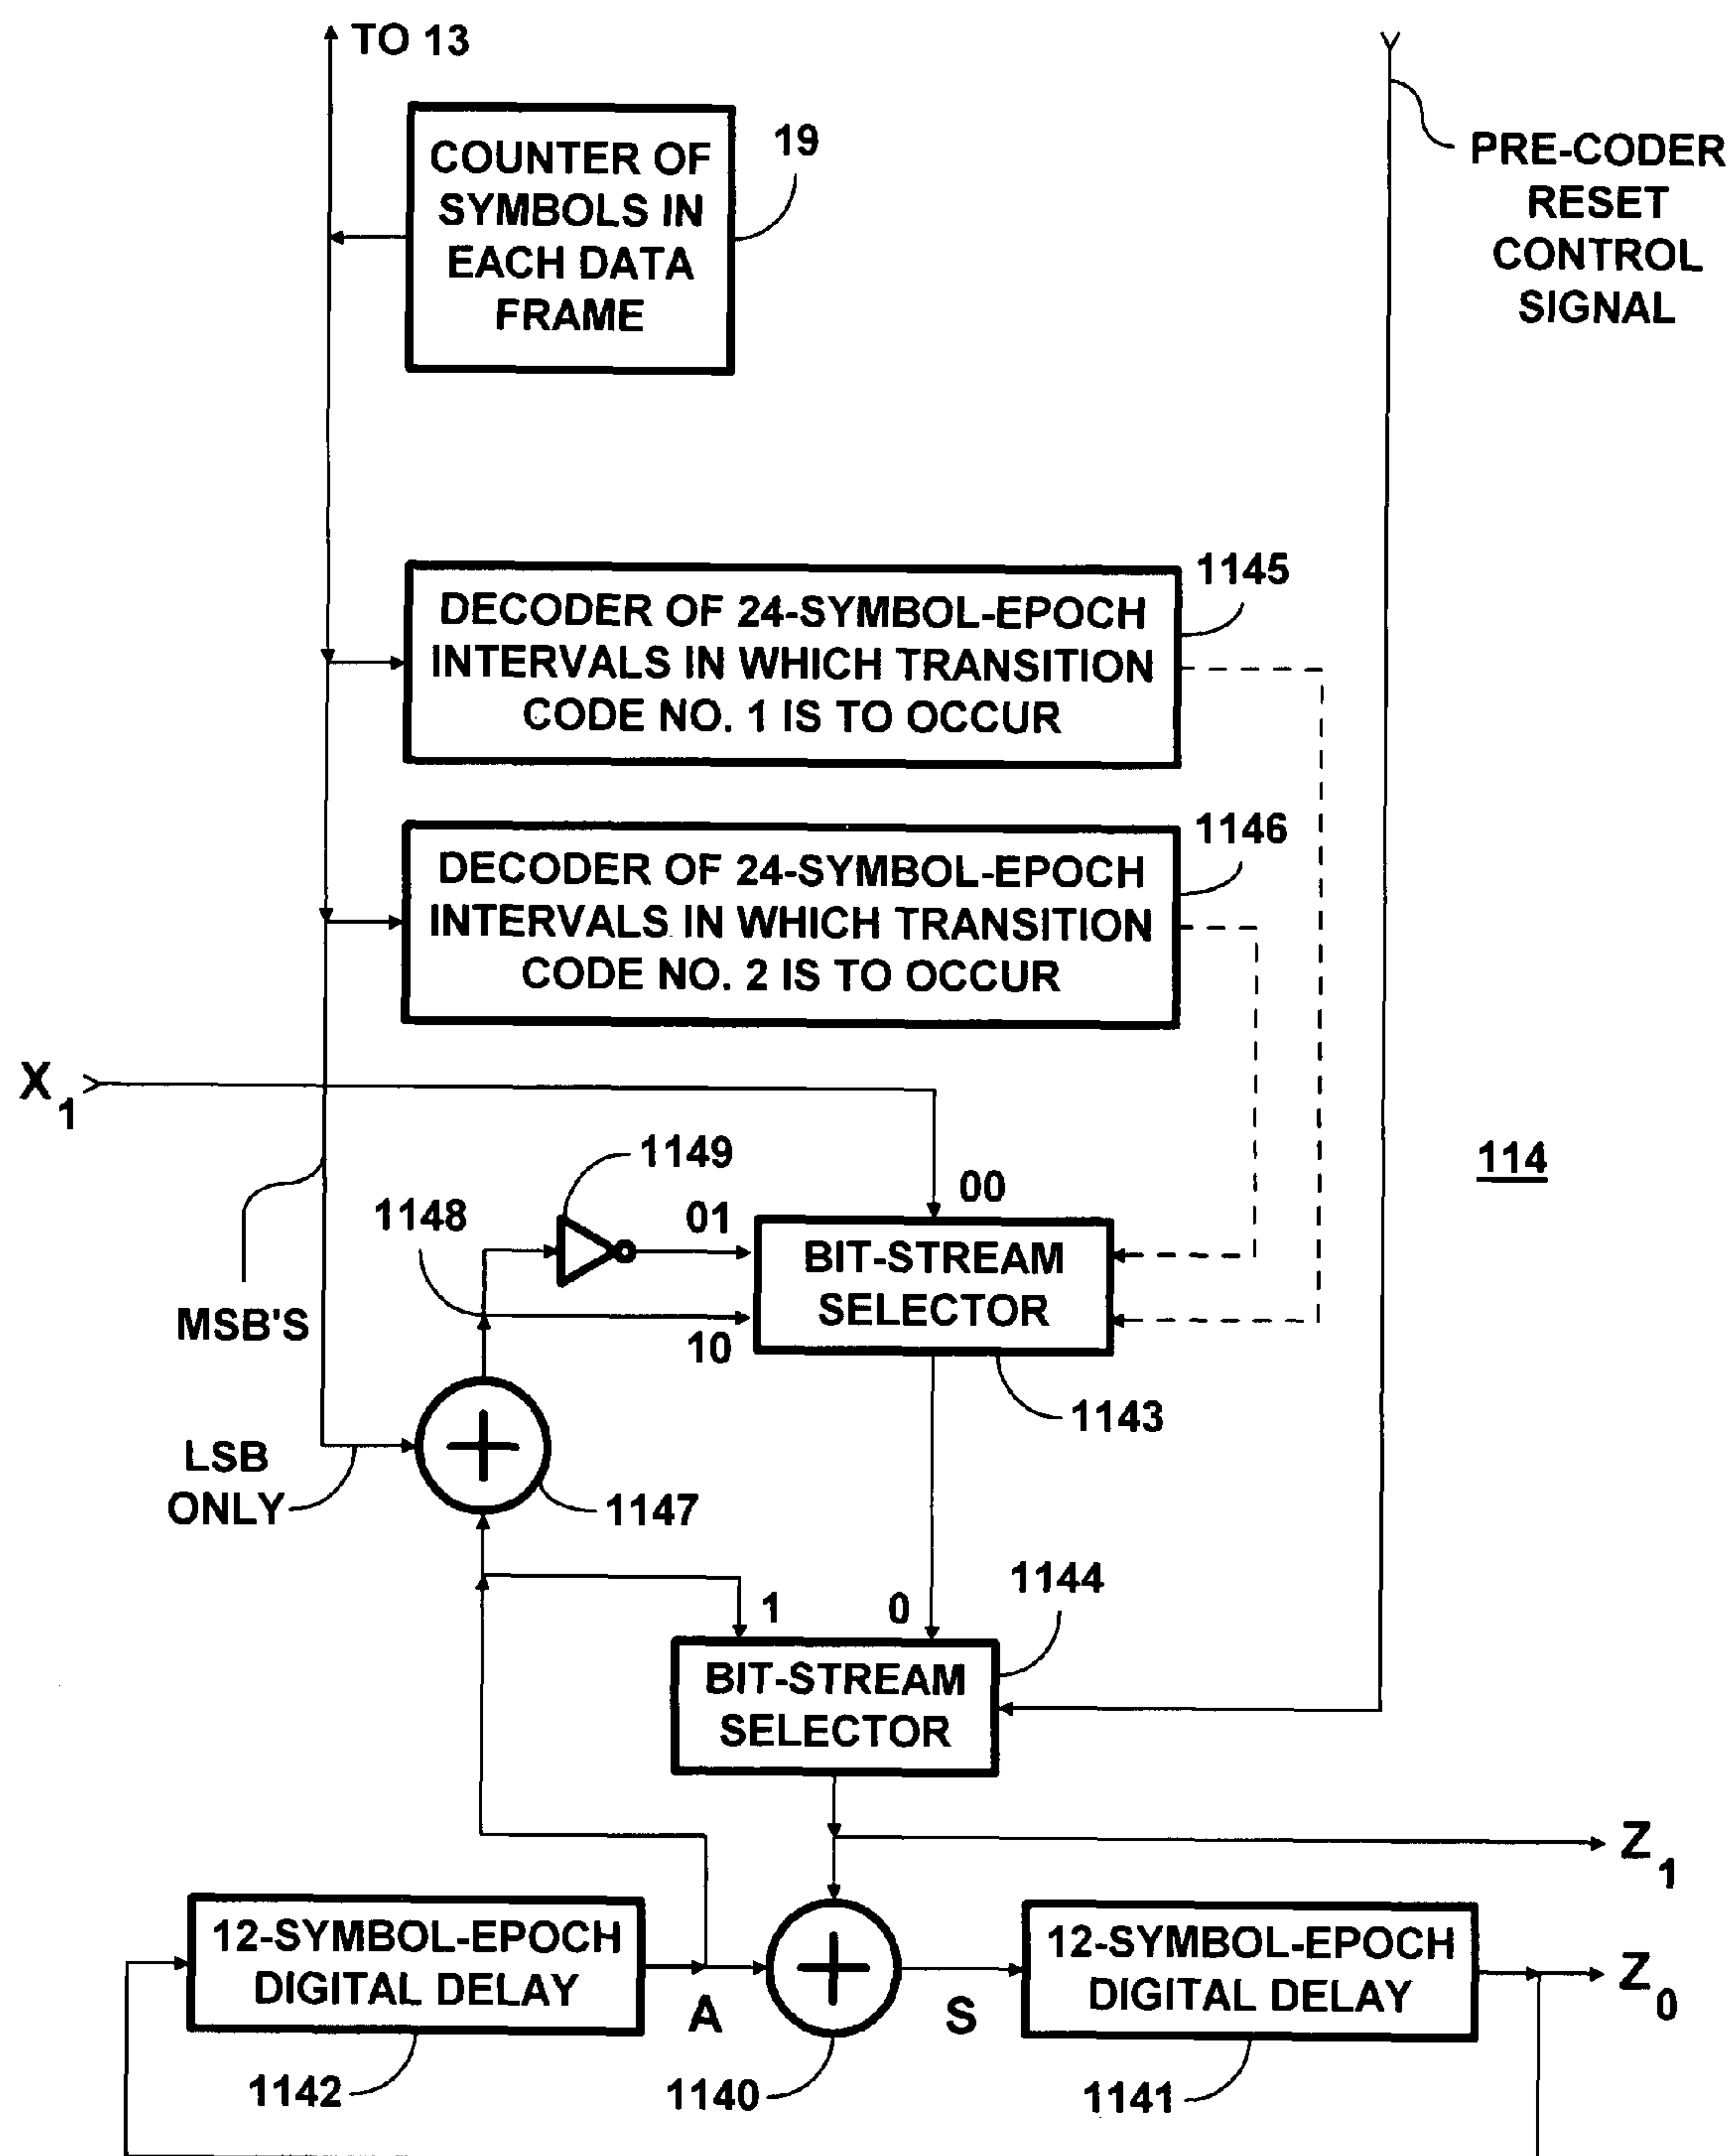 TO 13
COUNTER OF
SYMBOLS IN
EACH DATA
FRAME
19
PRE-CODER
RESET
CONTROL
SIGNAL
DECODER OF 24-SYMBOL-EPOCH
INTERVALS IN WHICH TRANSITION
CODE NO. 1 IS TO OCCUR
1145
DECODER OF 24-SYMBOL-EPOCH
INTERVALS IN WHICH TRANSITION
CODE NO. 2 IS TO OCCUR
1146
X1
1149
00
114
1148
01
BIT-STREAM
SELECTOR
MSB'S
10
1143
LSB
ONLY
1147
1144
1
0
BIT-STREAM
SELECTOR
Z1
12-SYMBOL-EPOCH
DIGITAL DELAY
A
S
12-SYMBOL-EPOCH
DIGITAL DELAY
Z0
1142
1140
1141